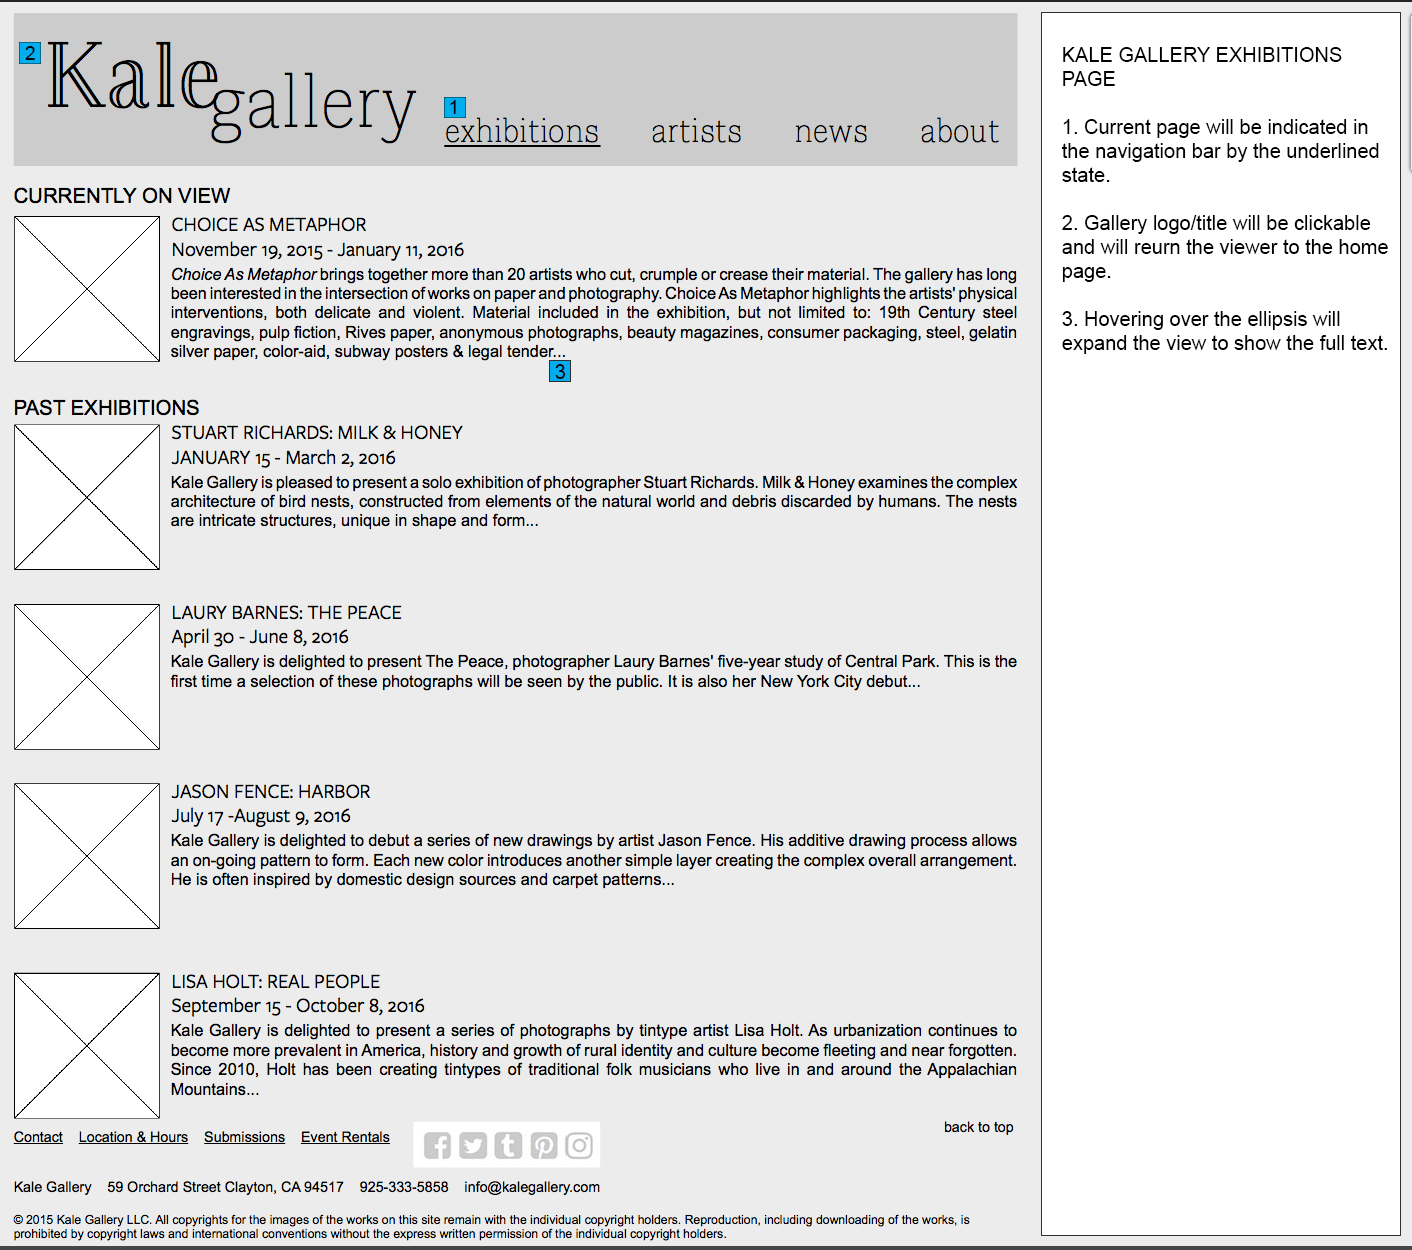 2
Kale
gallery
1
exhibitions artists news about
CURRENTLY ON VIEW
CHOICE AS METAPHOR
November 19, 2015 - January 11, 2016
Choice As Metaphor brings together more than 20 artists who cut, crumple or crease their material. The gallery has long
been interested in the intersection of works on paper and photography. Choice As Metaphor highlights the artists' physical
interventions, both delicate and violent. Material included in the exhibition, but not limited to: 19th Century steel
engravings, pulp fiction, Rives paper, anonymous photographs, beauty magazines, consumer packaging, steel, gelatin
silver paper, color-aid, subway posters & legal tender...
3
PAST EXHIBITIONS
STUART RICHARDS: MILK & HONEY
JANUARY 15 - March 2, 2016
Kale Gallery is pleased to present a solo exhibition of photographer Stuart Richards. Milk & Honey examines the complex
architecture of bird nests, constructed from elements of the natural world and debris discarded by humans. The nests
are intricate structures, unique in shape and form...
LAURY BARNES: THE PEACE
April 30 - June 8, 2016
Kale Gallery is delighted to present The Peace, photographer Laury Barnes' five-year study of Central Park. This is the
first time a selection of these photographs will be seen by the public. It is also her New York City debut...
JASON FENCE: HARBOR
July 17 -August 9, 2016
Kale Gallery is delighted to debut a series of new drawings by artist Jason Fence. His additive drawing process allows
an on-going pattern to form. Each new color introduces another simple layer creating the complex overall arrangement.
He is often inspired by domestic design sources and carpet patterns...
LISA HOLT: REAL PEOPLE
September 15 - October 8, 2016
Kale Gallery is delighted to present a series of photographs by tintype artist Lisa Holt. As urbanization continues to
become more prevalent in America, history and growth of rural identity and culture become fleeting and near forgotten.
Since 2010, Holt has been creating tintypes of traditional folk musicians who live in and around the Appalachian
Mountains...
Contact Location & Hours Submissions Event Rentals
back to top
Kale Gallery 59 Orchard Street Clayton, CA 94517 925-333-5858 info@kalegallery.com
© 2015 Kale Gallery LLC. All copyrights for the images of the works on this site remain with the individual copyright holders. Reproduction, including downloading of the works, is
prohibited by copyright laws and international conventions without the express written permission of the individual copyright holders.
KALE GALLERY EXHIBITIONS
PAGE
1. Current page will be indicated in
the navigation bar by the underlined
state.
2. Gallery logo/title will be clickable
and will reurn the viewer to the home
page.
3. Hovering over the ellipsis will
expand the view to show the full text.